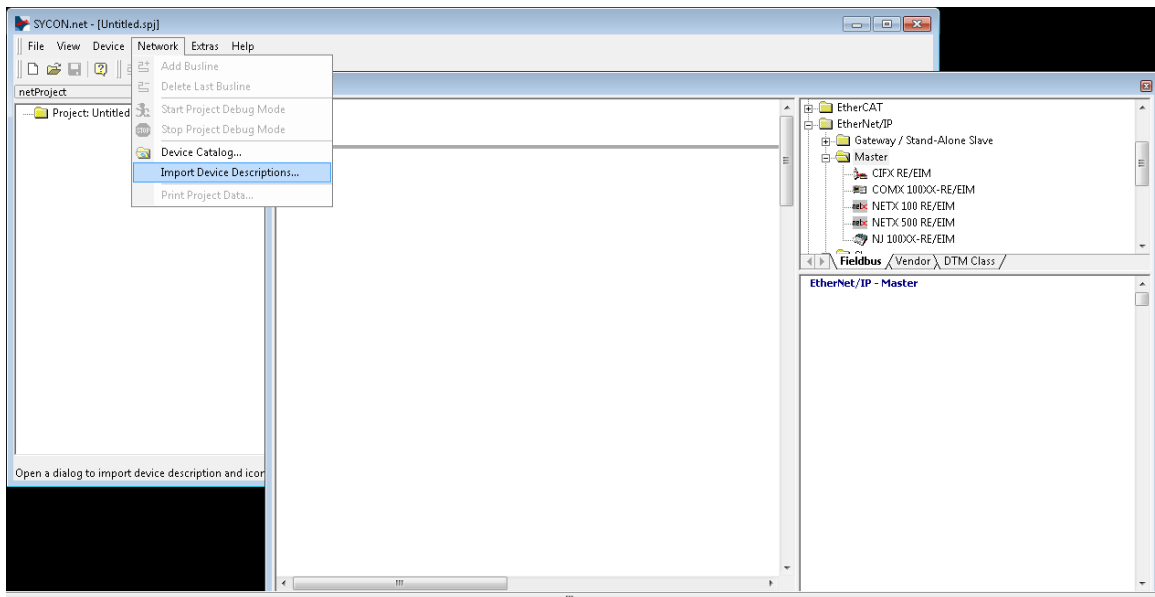 SYCON.net - [Untitled.spj]
File View Device Network Extras Help
Add Busline
netProject
Delete Last Busline
Project: Untitled
Start Project Debug Mode
STOP Stop Project Debug Mode
Device Catalog...
Import Device Descriptions...
Print Project Data...
EtherCAT
EtherNet/IP
Gateway / Stand-Alone Slave
Master
CIFX RE/EIM
COMX 100XX-RE/EIM
netX NETX 100 RE/EIM
netX NETX 500 RE/EIM
NJ 100XX-RE/EIM
Fieldbus Vendor DTM Class
EtherNet/IP - Master
Open a dialog to import device description and icon